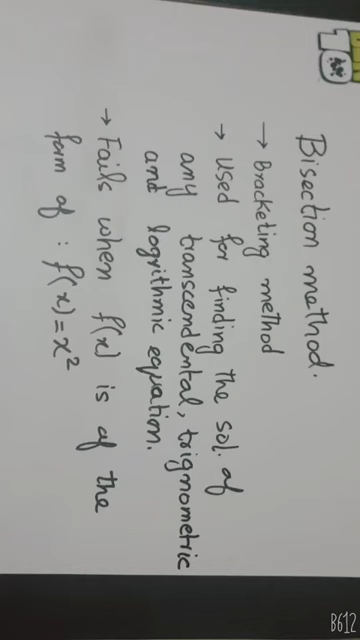 Bisection method.
→ Bracketing method
→ Used for finding the sol. of
any transcendental, trignometric
and logrithmic equation.
→ Fails when f(x) is of the
form of : f(x) = x²
B612